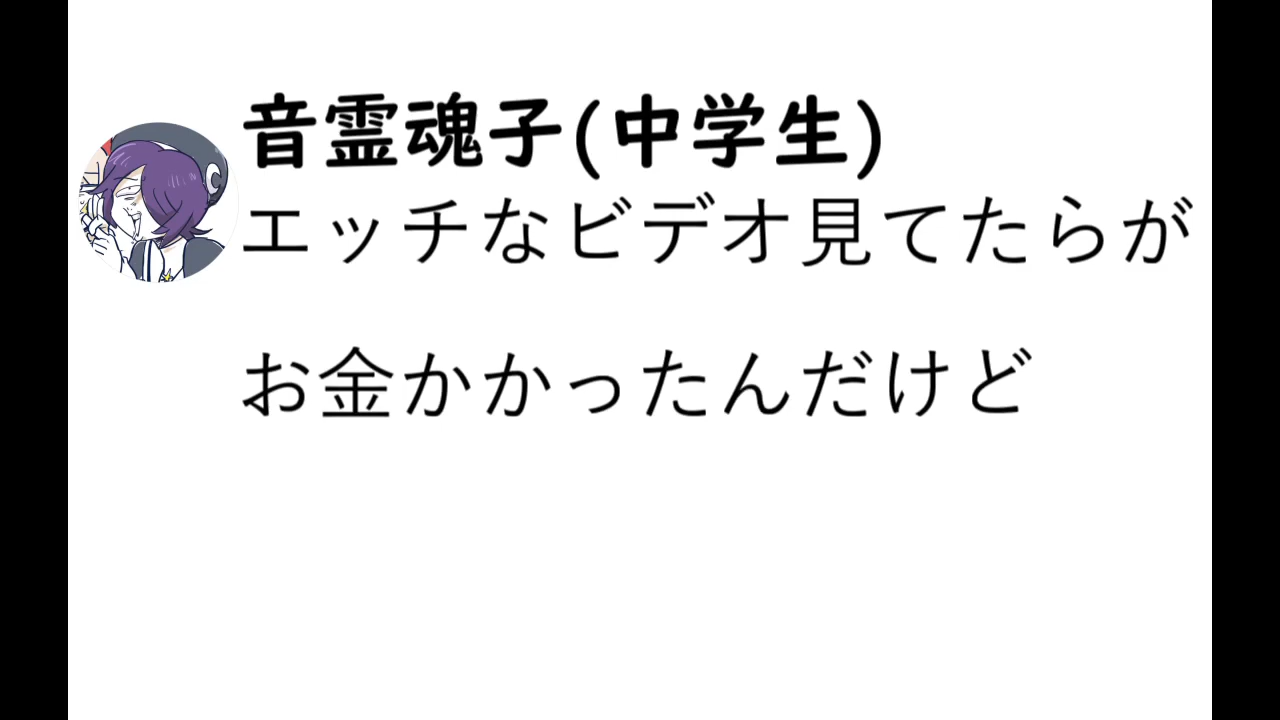 音霊魂子(中学生)
エッチなビデオ見てたらが
お金かかったんだけど